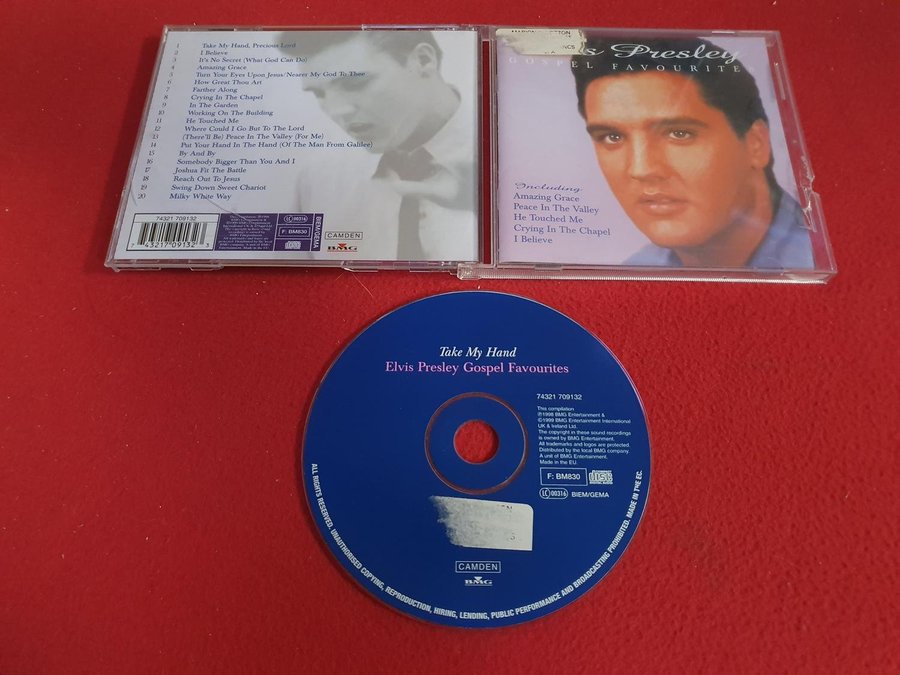 1 Take My Hand, Precious Lord
2 I Believe
3 It's No Secret (What God Can Do)
4 Amazing Grace
5 Turn Your Eyes Upon Jesus/Nearer My God To Thee
6 How Great Thou Art
7 Farther Along
8 Crying In The Chapel
9 In The Garden
10 Working On The Building
11 He Touched Me
12 Where Could I Go But To The Lord
13 (There'll Be) Peace In The Valley (For Me)
14 Put Your Hand In The Hand (Of The Man From Galilee)
15 By And By
16 Somebody Bigger Than You And I
17 Joshua Fit The Battle
18 Reach Out To Jesus
19 Swing Down Sweet Chariot
20 Milky White Way
74321 709132
7 43217 09132 3
LC 00316
F: BM830
BIEM/GEMA
CAMDEN
BMG
Presley
GOSPEL FAVOURITE
Including
Amazing Grace
Peace In The Valley
He Touched Me
Crying In The Chapel
I Believe
Take My Hand
Elvis Presley Gospel Favourites
74321 709132
This compilation
℗1998 BMG Entertainment &
©1999 BMG Entertainment International
UK & Ireland Ltd.
The copyright in these sound recordings
is owned by BMG Entertainment.
All trademarks and logos are protected.
Distributed by the local BMG company.
A unit of BMG Entertainment.
Made in the EU.
F: BM830
COMPACT
disc
DIGITAL AUDIO
LC 00316 BIEM/GEMA
CAMDEN
BMG
ALL RIGHTS RESERVED. UNAUTHORISED COPYING, REPRODUCTION, HIRING, LENDING, PUBLIC PERFORMANCE AND BROADCASTING PROHIBITED. MADE IN THE EC.